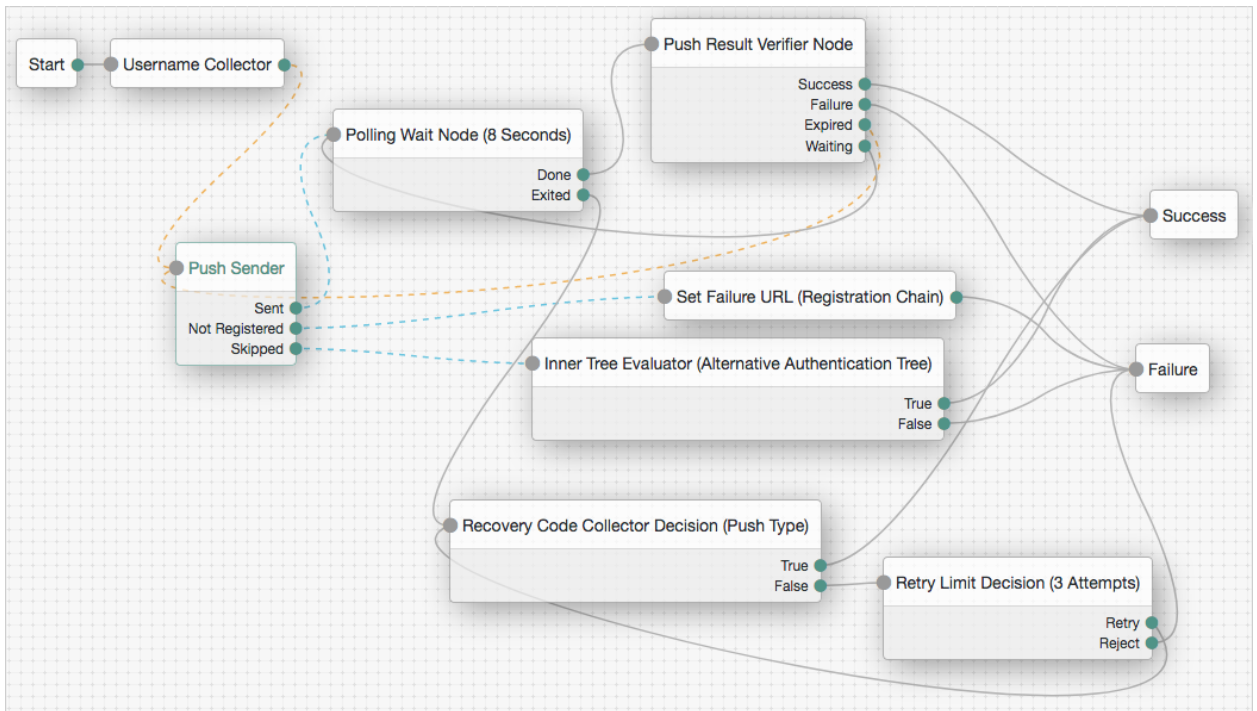 Start
Username Collector
Push Result Verifier Node
Success
Failure
Expired
Waiting
Polling Wait Node (8 Seconds)
Done
Exited
Success
Push Sender
Sent
Not Registered
Skipped
Set Failure URL (Registration Chain)
Inner Tree Evaluator (Alternative Authentication Tree)
True
False
Failure
Recovery Code Collector Decision (Push Type)
True
False
Retry Limit Decision (3 Attempts)
Retry
Reject